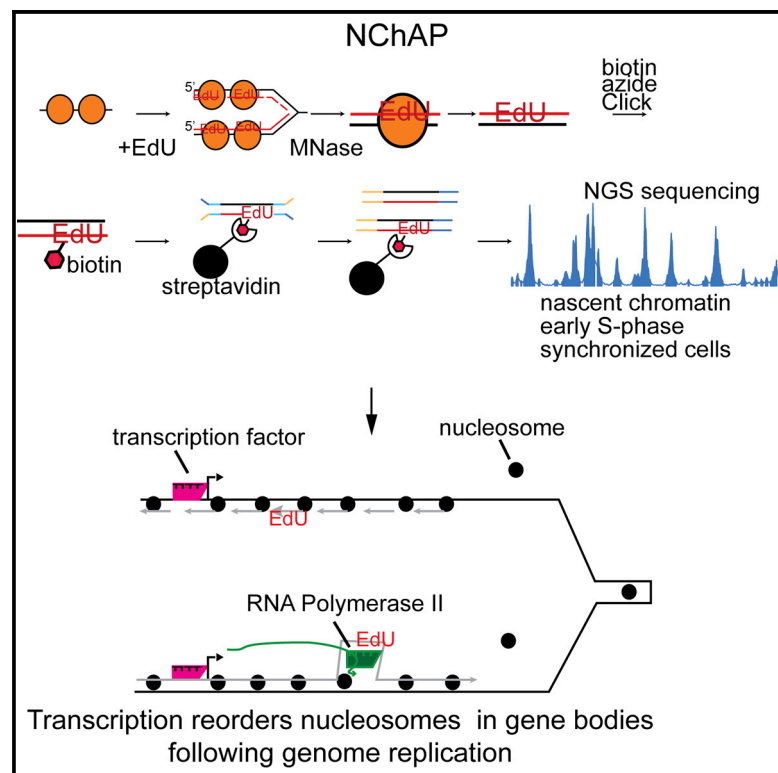 NChAP
+EdU
5'
EdU
EdU
5'
EdU
EdU
MNase
EdU
EdU
biotin
azide
Click
EdU
biotin
EdU
streptavidin
EdU
NGS sequencing
nascent chromatin
early S-phase
synchronized cells
transcription factor
nucleosome
EdU
RNA Polymerase II
EdU
Transcription reorders nucleosomes in gene bodies
following genome replication